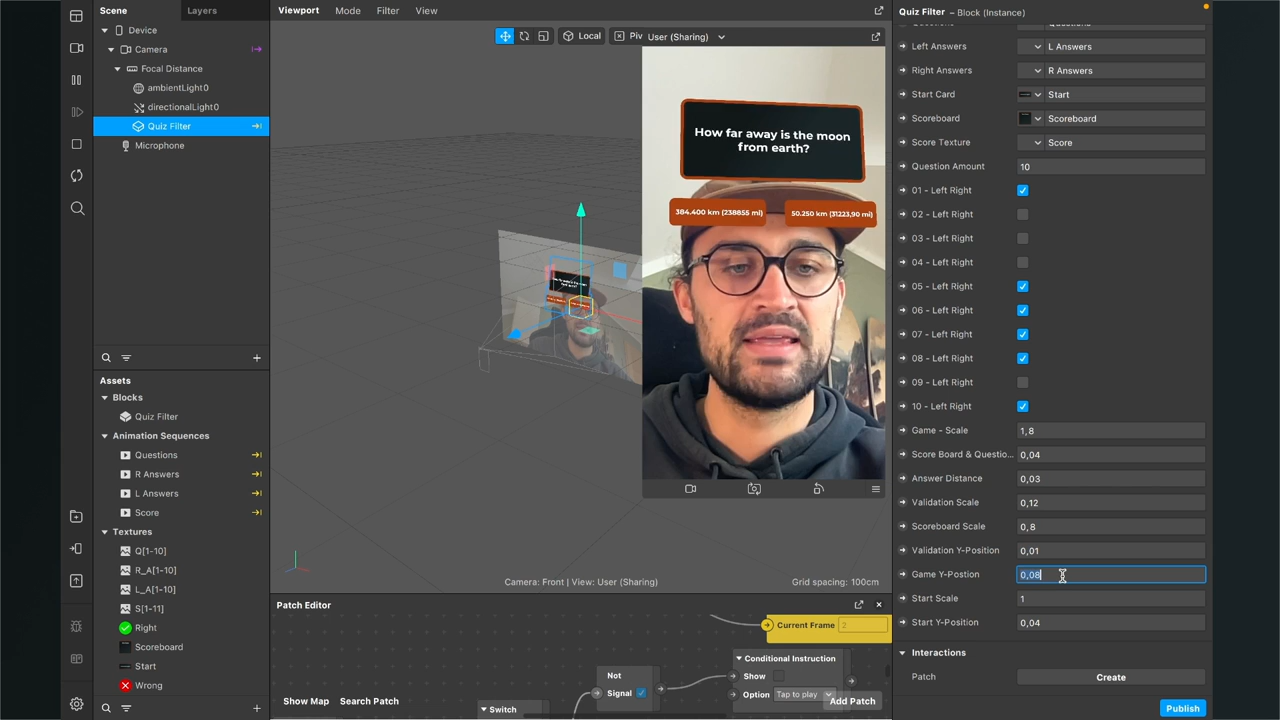 Scene
Layers
Device
Camera
Focal Distance
ambientLight0
directionalLight0
Quiz Filter
Microphone
Assets
Blocks
Quiz Filter
Animation Sequences
Questions
R Answers
L Answers
Score
Textures
Q[1-10]
R_A[1-10]
L_A[1-10]
S[1-11]
Right
Scoreboard
Start
Wrong
Viewport
Mode
Filter
View
Local
Piv
User (Sharing)
How far away is the moon
from earth?
384.400 km (238855 mi)
50.250 km (31223,90 mi)
Camera: Front | View: User (Sharing)
Grid spacing: 100cm
Patch Editor
Current Frame
2
Conditional Instruction
Not
Show
Signal
Option
Tap to play
Switch
Show Map
Search Patch
Add Patch
Quiz Filter – Block (Instance)
Left Answers
L Answers
Right Answers
R Answers
Start Card
Start
Scoreboard
Scoreboard
Score Texture
Score
Question Amount
10
01 - Left Right
02 - Left Right
03 - Left Right
04 - Left Right
05 - Left Right
06 - Left Right
07 - Left Right
08 - Left Right
09 - Left Right
10 - Left Right
Game - Scale
1,8
Score Board & Questio...
0,04
Answer Distance
0,03
Validation Scale
0,12
Scoreboard Scale
0,8
Validation Y-Position
0,01
Game Y-Postion
0,08
Start Scale
1
Start Y-Position
0,04
Interactions
Patch
Create
Publish